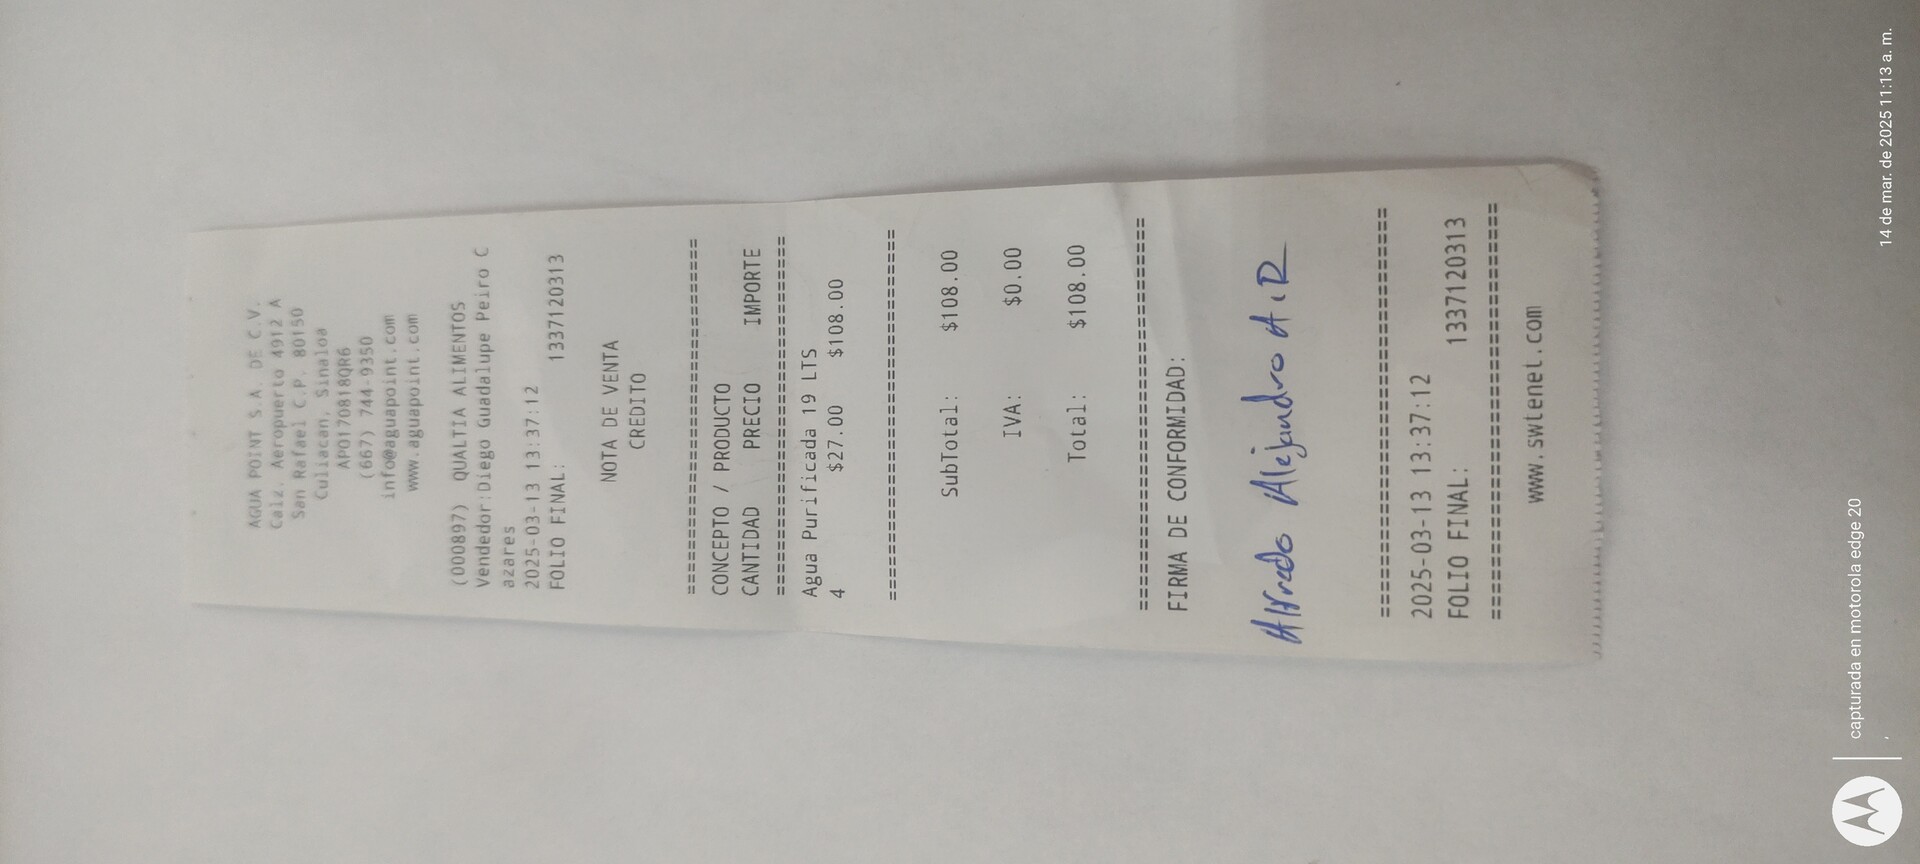 AGUA POINT S.A. DE C.V.
Calz. Aeropuerto 4912 A
San Rafael C.P. 80150
Culiacan, Sinaloa
APO170818QR6
(667) 744-9350
info@aguapoint.com
www.aguapoint.com
(000897) QUALTIA ALIMENTOS
Vendedor:Diego Guadalupe Peiro C
azares
2025-03-13 13:37:12
FOLIO FINAL: 1337120313
NOTA DE VENTA
CREDITO
================================
CONCEPTO / PRODUCTO
CANTIDAD PRECIO IMPORTE
================================
Agua Purificada 19 LTS
4 $27.00 $108.00
================================
SubTotal: $108.00
IVA: $0.00
Total: $108.00
================================
FIRMA DE CONFORMIDAD:
Alfredo Alejandro A.R
================================
2025-03-13 13:37:12
FOLIO FINAL: 1337120313
================================
www.swtenet.com
capturada en motorola edge 20
14 de mar. de 2025 11:13 a. m.